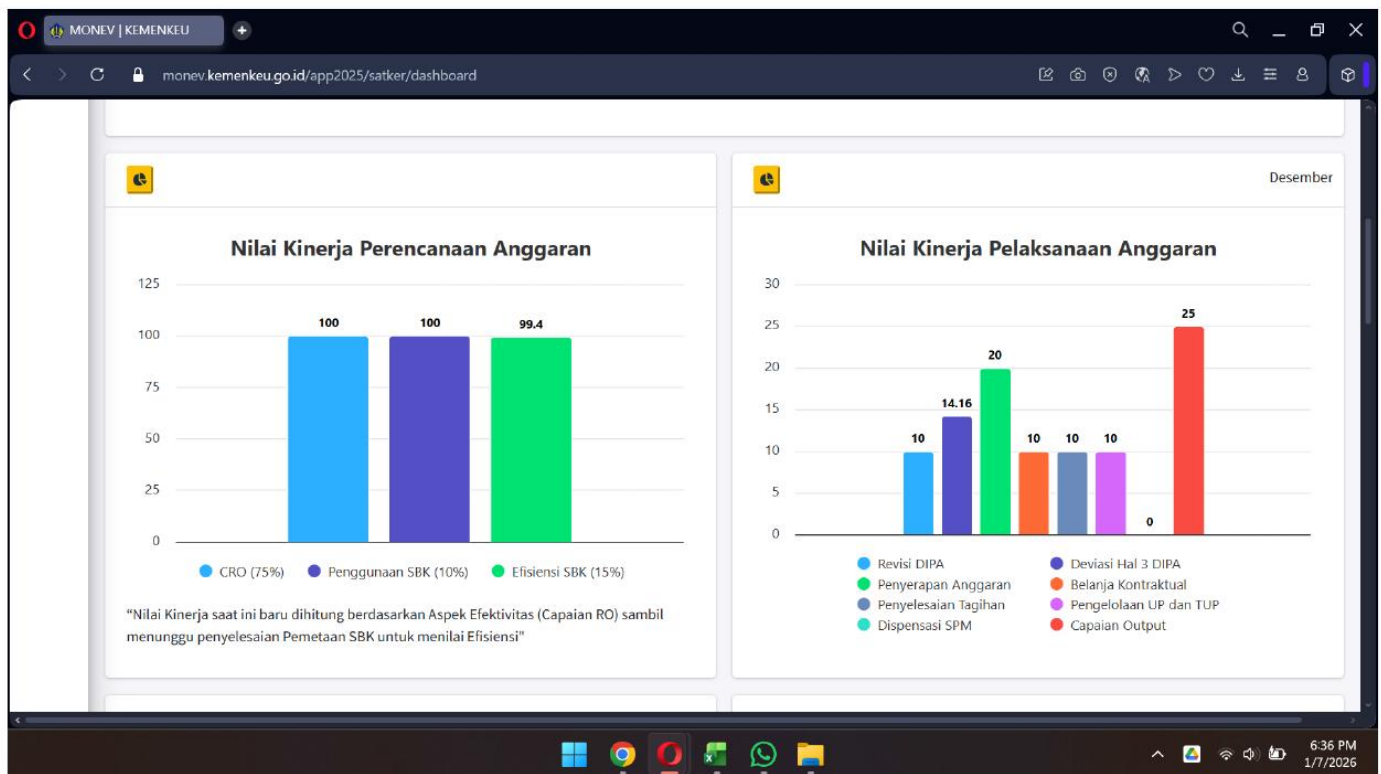 MONEV | KEMENKEU
monev.kemenkeu.go.id/app2025/satker/dashboard
Nilai Kinerja Perencanaan Anggaran
125
100
75
50
25
0
100
100
99.4
CRO (75%)
Penggunaan SBK (10%)
Efisiensi SBK (15%)
"Nilai Kinerja saat ini baru dihitung berdasarkan Aspek Efektivitas (Capaian RO) sambil
menunggu penyelesaian Pemetaan SBK untuk menilai Efisiensi"
Desember
Nilai Kinerja Pelaksanaan Anggaran
30
25
20
15
10
5
0
10
14.16
20
10
10
10
0
25
Revisi DIPA
Deviasi Hal 3 DIPA
Penyerapan Anggaran
Belanja Kontraktual
Penyelesaian Tagihan
Pengelolaan UP dan TUP
Dispensasi SPM
Capaian Output
6:36 PM
1/7/2026